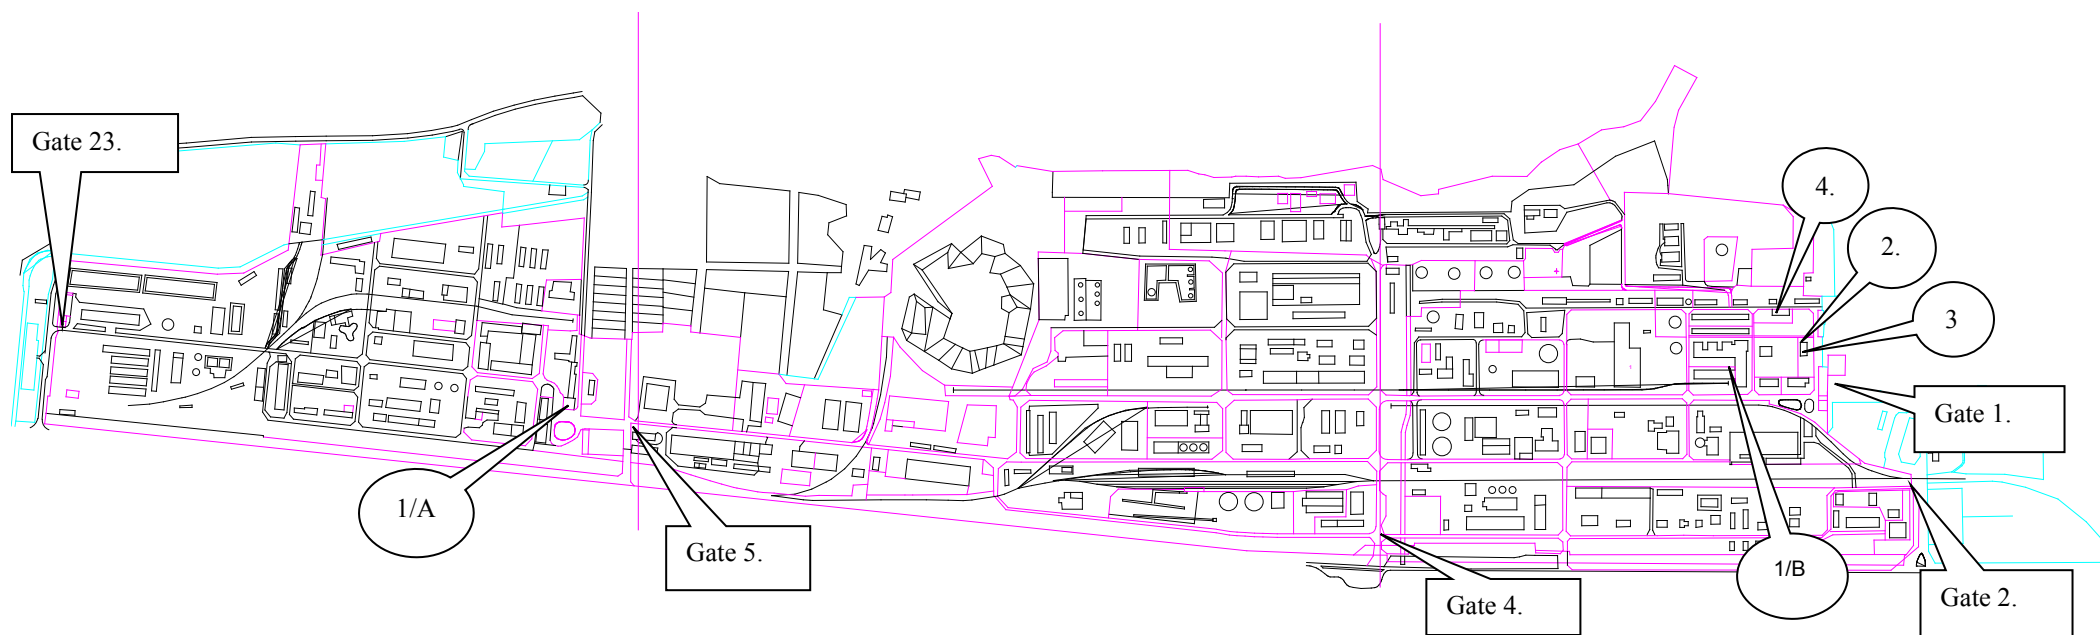 Gate 23.
4.
2.
3
Gate 1.
1/A
Gate 5.
1/B
Gate 4.
Gate 2.